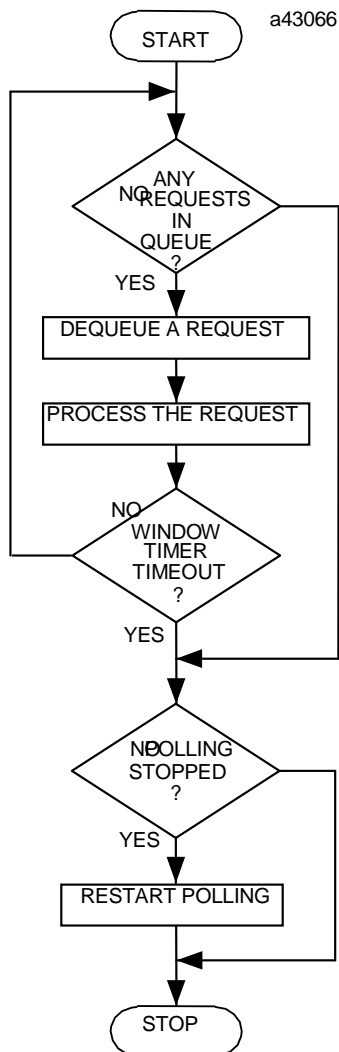 a43066
START
NO
ANY
REQUESTS
IN
QUEUE
?
YES
DEQUEUE A REQUEST
PROCESS THE REQUEST
NO
WINDOW
TIMER
TIMEOUT
?
YES
NO
POLLING
STOPPED
?
YES
RESTART POLLING
STOP